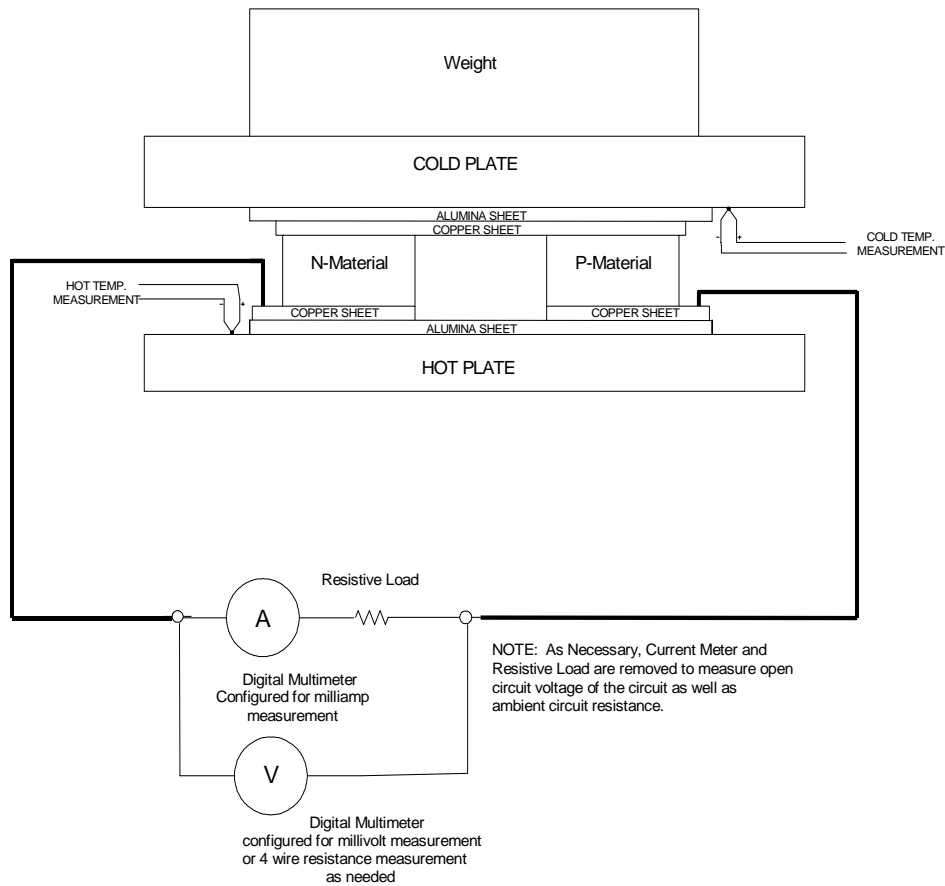 Weight
COLD PLATE
ALUMINA SHEET
COPPER SHEET
N-Material
P-Material
COLD TEMP.
MEASUREMENT
- +
HOT TEMP.
MEASUREMENT
- +
COPPER SHEET
COPPER SHEET
ALUMINA SHEET
HOT PLATE
Resistive Load
A
Digital Multimeter
Configured for milliamp
measurement
NOTE: As Necessary, Current Meter and
Resistive Load are removed to measure open
circuit voltage of the circuit as well as
ambient circuit resistance.
V
Digital Multimeter
configured for millivolt measurement
or 4 wire resistance measurement
as needed